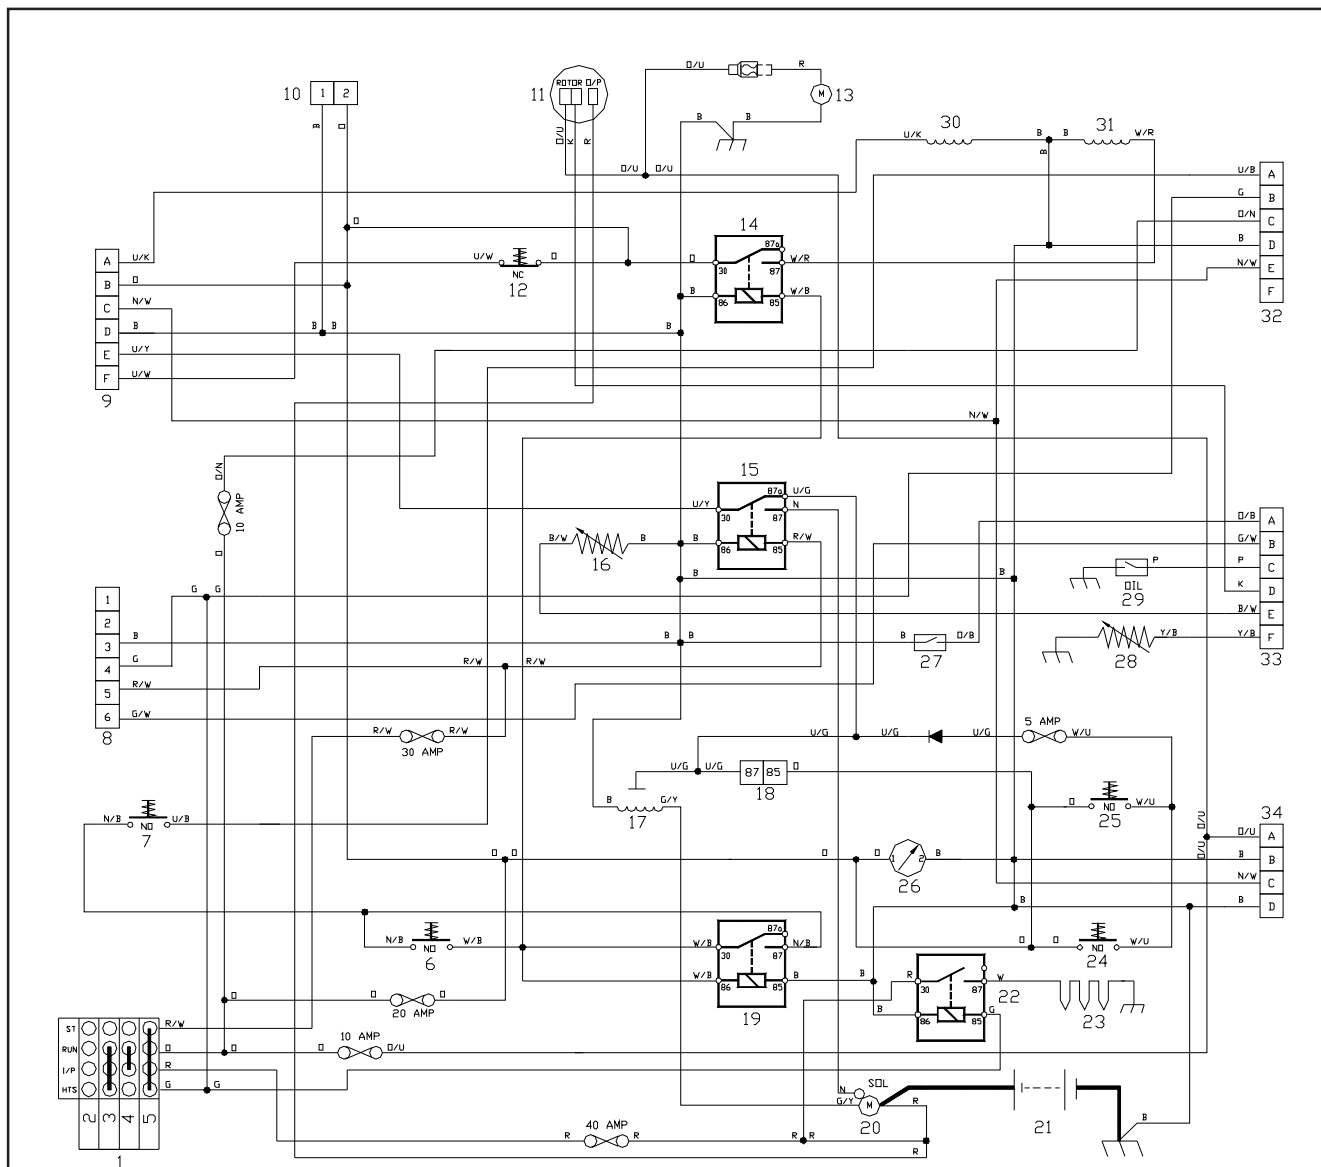 O/U
R
10
1
2
ROTOR O/P
11
M
13
B
O
O/U
K
R
B
B
O/U
O/U
U/K
30
B
B
31
W/R
B
U/B
A
G
B
O/N
C
B
D
N/W
E
F
32
O
14
87a
30
87
W/R
86
85
W/B
O
B
A
U/K
B
O
C
N/W
D
B
E
U/Y
F
U/W
9
U/W
NC
O
12
B
B
B
N/W
O/N
10 AMP
O
15
87a
U/G
U/Y
30
87
N
86
85
R/W
B/W
B
B
16
O/B
A
G/W
B
P
C
K
D
B/W
E
Y/B
F
33
OIL
29
Y/B
28
B
G
G
1
2
3
B
4
G
5
R/W
6
G/W
8
B
B
B
O/B
27
R/W
R/W
R/W
R/W
30 AMP
U/G
U/G
U/G
5 AMP
W/U
U/G
U/G
87
85
O
18
B
G/Y
17
N/B
NO
U/B
7
O
NO
W/U
25
O/U
O/U
34
O/U
A
B
B
N/W
C
B
D
O
O
O
O
1
2
B
26
B
N/B
NO
W/B
6
W/B
87a
30
87
N/B
W/B
86
85
B
19
B
O
O
NO
W/U
24
R
30
87
W
22
B
86
85
G
23
O
O
O
20 AMP
ST
R/W
RUN
O
O
I/P
R
HTS
G
G
2
3
4
5
1
O
10 AMP
O/U
N
SOL
G/Y
M
R
20
21
B
R
40 AMP
R
R
R
R